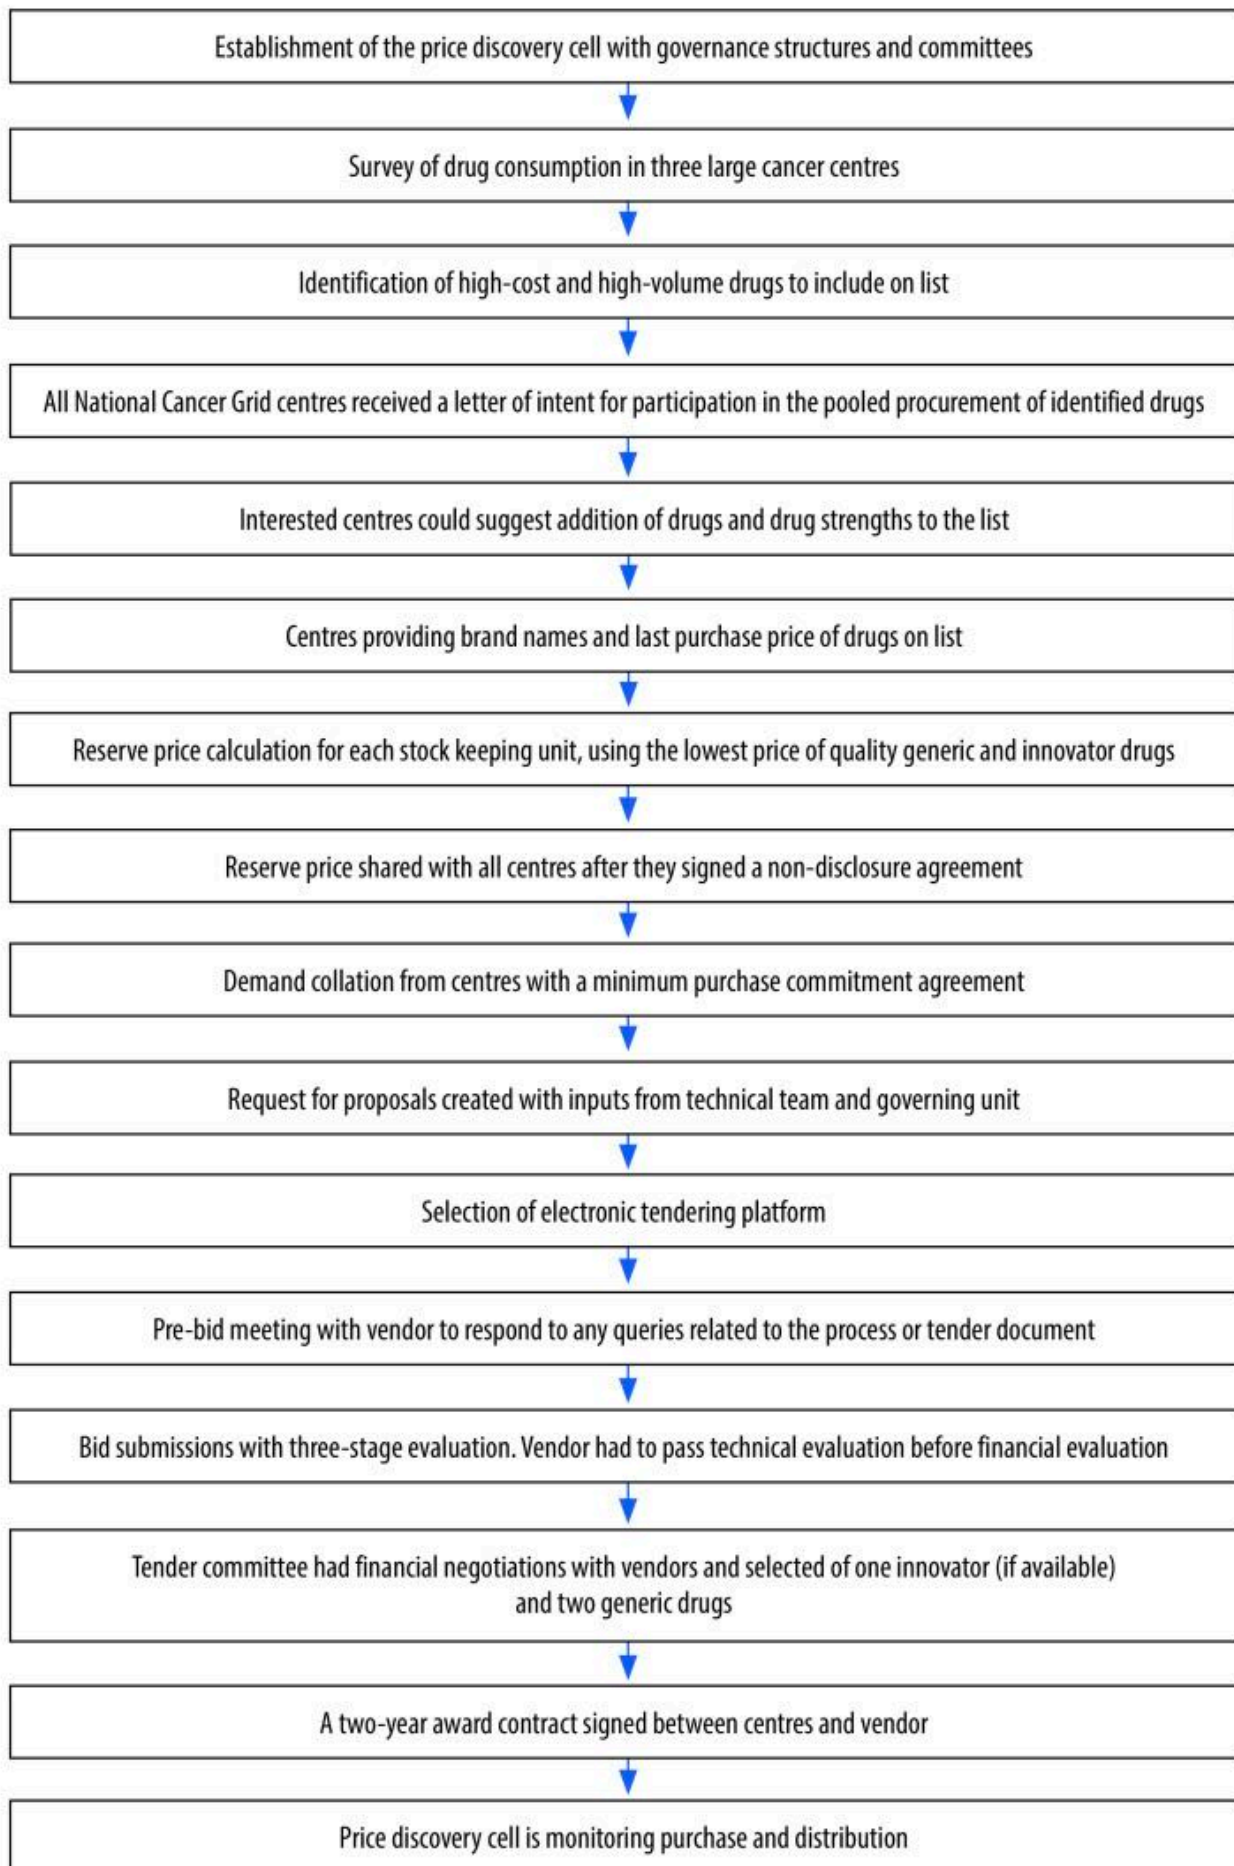 Establishment of the price discovery cell with governance structures and committees
Survey of drug consumption in three large cancer centres
Identification of high-cost and high-volume drugs to include on list
All National Cancer Grid centres received a letter of intent for participation in the pooled procurement of identified drugs
Interested centres could suggest addition of drugs and drug strengths to the list
Centres providing brand names and last purchase price of drugs on list
Reserve price calculation for each stock keeping unit, using the lowest price of quality generic and innovator drugs
Reserve price shared with all centres after they signed a non-disclosure agreement
Demand collation from centres with a minimum purchase commitment agreement
Request for proposals created with inputs from technical team and governing unit
Selection of electronic tendering platform
Pre-bid meeting with vendor to respond to any queries related to the process or tender document
Bid submissions with three-stage evaluation. Vendor had to pass technical evaluation before financial evaluation
Tender committee had financial negotiations with vendors and selected of one innovator (if available)
and two generic drugs
A two-year award contract signed between centres and vendor
Price discovery cell is monitoring purchase and distribution